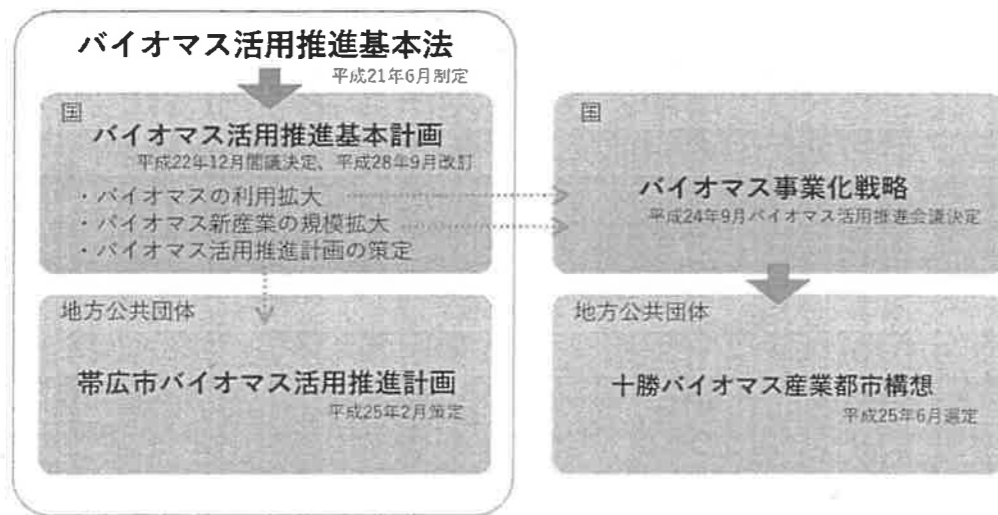 バイオマス活用推進基本法
平成21年6月制定
国
バイオマス活用推進基本計画
平成22年12月閣議決定、平成28年9月改訂
・バイオマスの利用拡大
・バイオマス新産業の規模拡大
・バイオマス活用推進計画の策定
地方公共団体
帯広市バイオマス活用推進計画
平成25年2月策定
国
バイオマス事業化戦略
平成24年9月バイオマス活用推進会議決定
地方公共団体
十勝バイオマス産業都市構想
平成25年6月選定